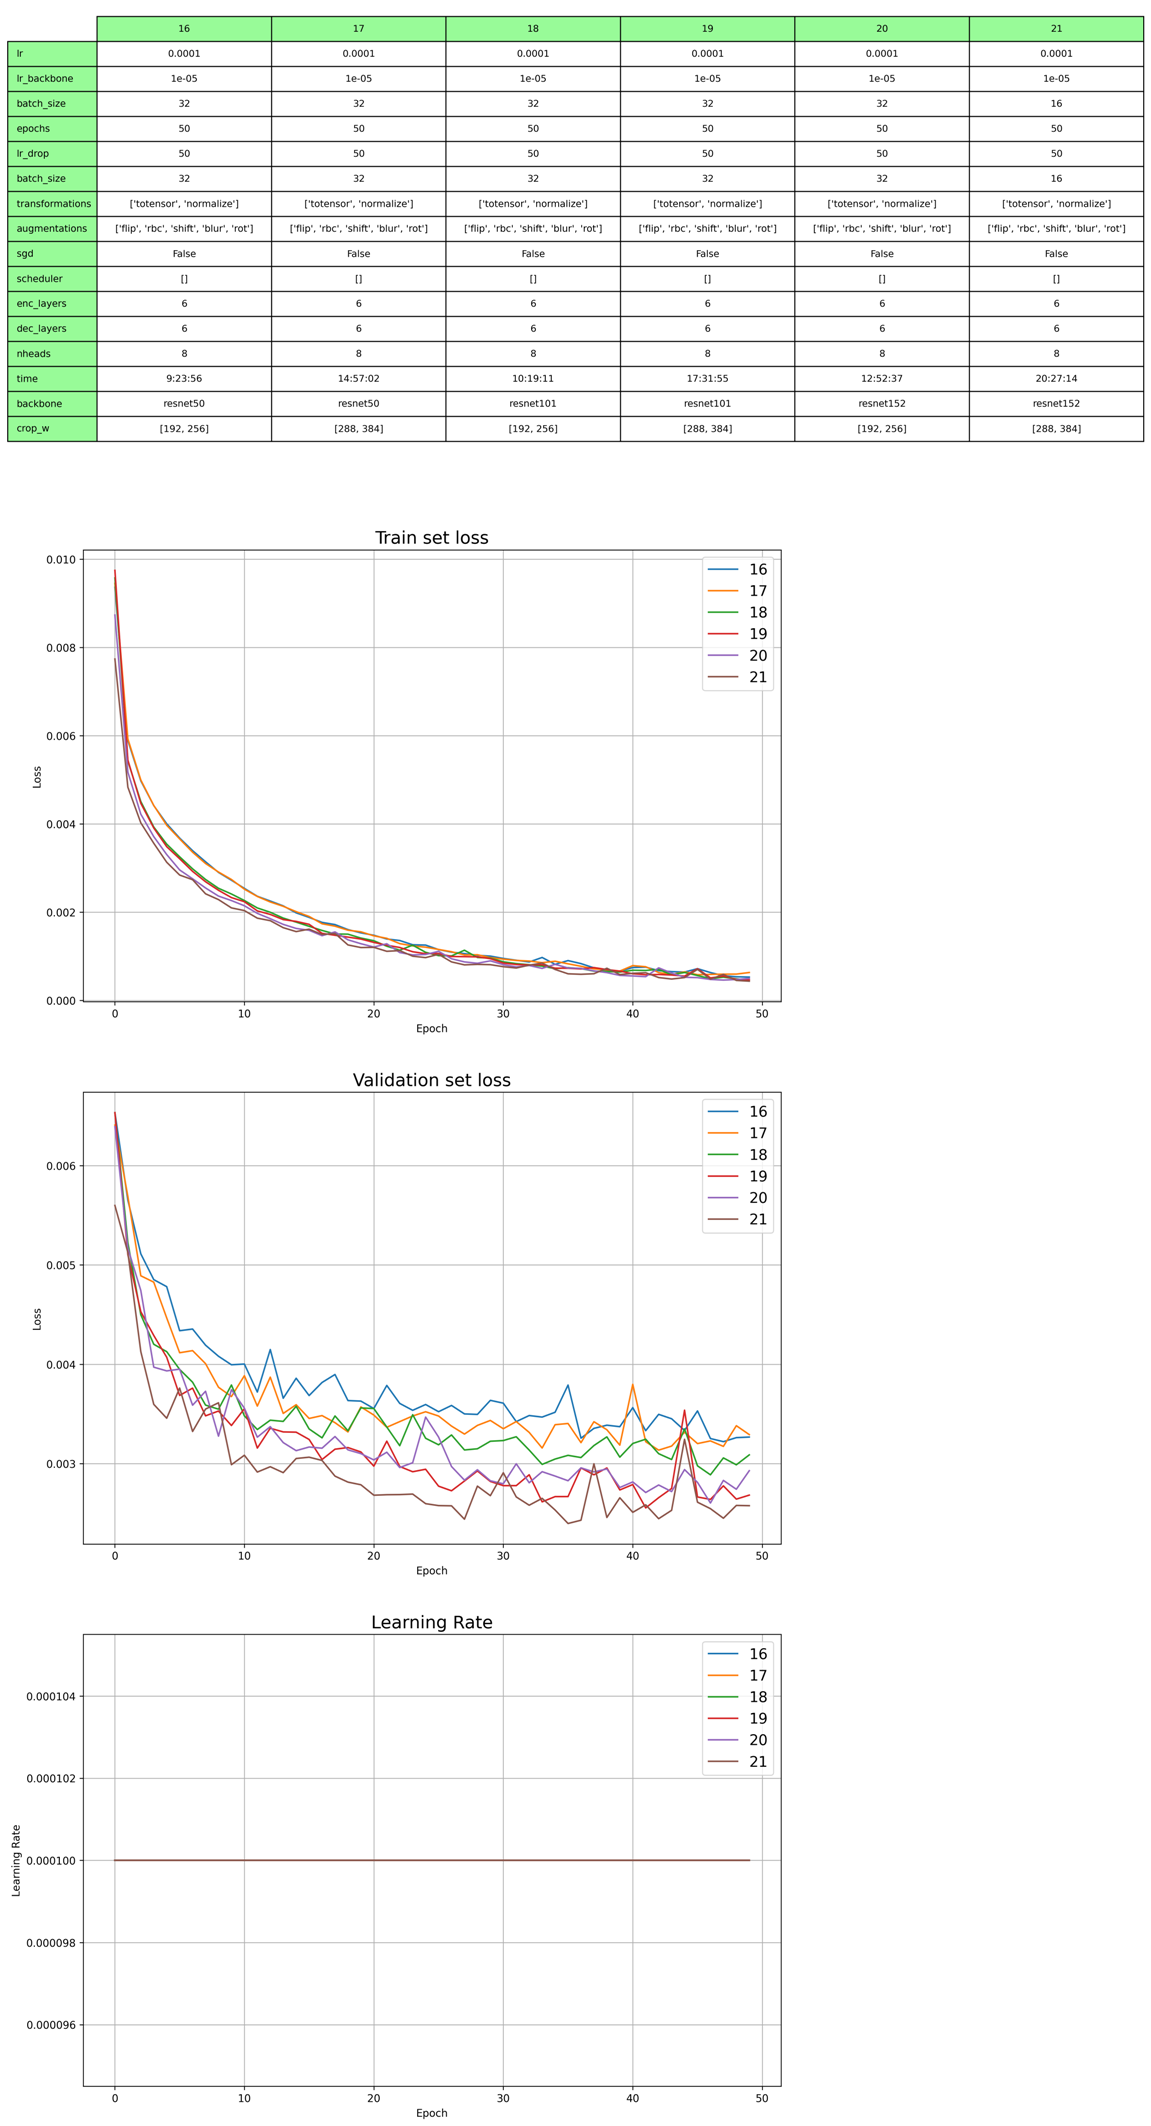 16 17 18 19 20 21
lr 0.0001 0.0001 0.0001 0.0001 0.0001 0.0001
lr_backbone 1e-05 1e-05 1e-05 1e-05 1e-05 1e-05
batch_size 32 32 32 32 32 16
epochs 50 50 50 50 50 50
lr_drop 50 50 50 50 50 50
batch_size 32 32 32 32 32 16
transformations ['totensor', 'normalize'] ['totensor', 'normalize'] ['totensor', 'normalize'] ['totensor', 'normalize'] ['totensor', 'normalize'] ['totensor', 'normalize']
augmentations ['flip', 'rbc', 'shift', 'blur', 'rot'] ['flip', 'rbc', 'shift', 'blur', 'rot'] ['flip', 'rbc', 'shift', 'blur', 'rot'] ['flip', 'rbc', 'shift', 'blur', 'rot'] ['flip', 'rbc', 'shift', 'blur', 'rot'] ['flip', 'rbc', 'shift', 'blur', 'rot']
sgd False False False False False False
scheduler [] [] [] [] [] []
enc_layers 6 6 6 6 6 6
dec_layers 6 6 6 6 6 6
nheads 8 8 8 8 8 8
time 9:23:56 14:57:02 10:19:11 17:31:55 12:52:37 20:27:14
backbone resnet50 resnet50 resnet101 resnet101 resnet152 resnet152
crop_w [192, 256] [288, 384] [192, 256] [288, 384] [192, 256] [288, 384]
Train set loss
0.010
0.008
0.006
0.004
0.002
0.000
Loss
16
17
18
19
20
21
0 10 20 30 40 50
Epoch
Validation set loss
0.006
0.005
0.004
0.003
Loss
16
17
18
19
20
21
0 10 20 30 40 50
Epoch
Learning Rate
0.000104
0.000102
0.000100
0.000098
0.000096
Learning Rate
16
17
18
19
20
21
0 10 20 30 40 50
Epoch